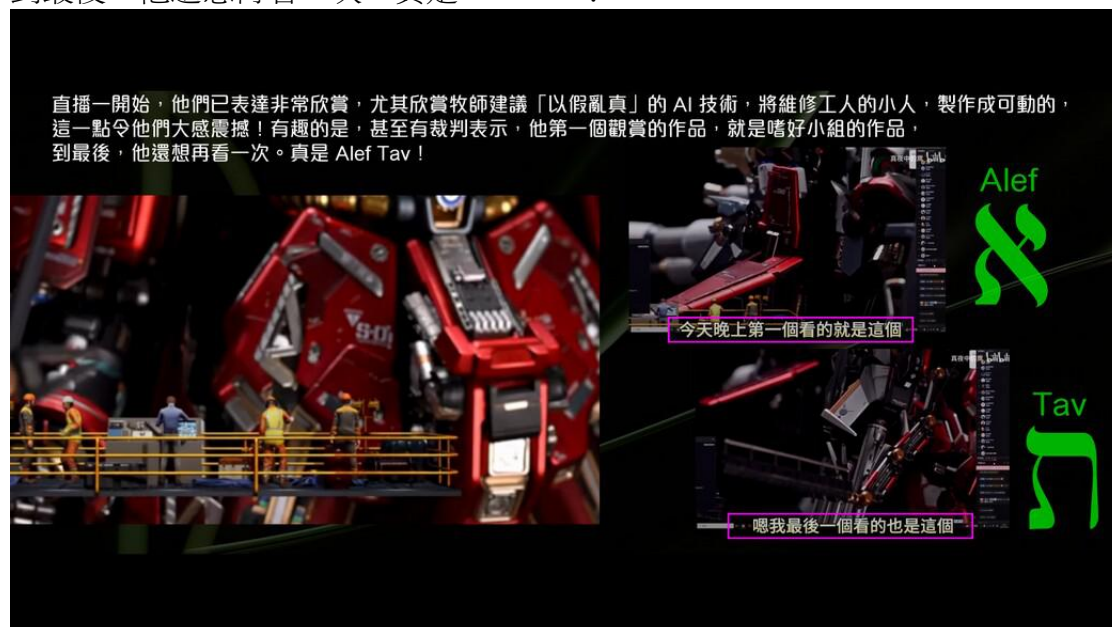 直播一開始，他們已表達非常欣賞，尤其欣賞牧師建議「以假亂真」的 AI 技術，將維修工人的小人，製作成可動的，
這一點令他們大感震撼！有趣的是，甚至有裁判表示，他第一個觀賞的作品，就是嗜好小組的作品，
到最後，他還想再看一次。真是 Alef Tav！
Alef
א
今天晚上第一個看的就是這個
Tav
ת
嗯我最後一個看的也是這個